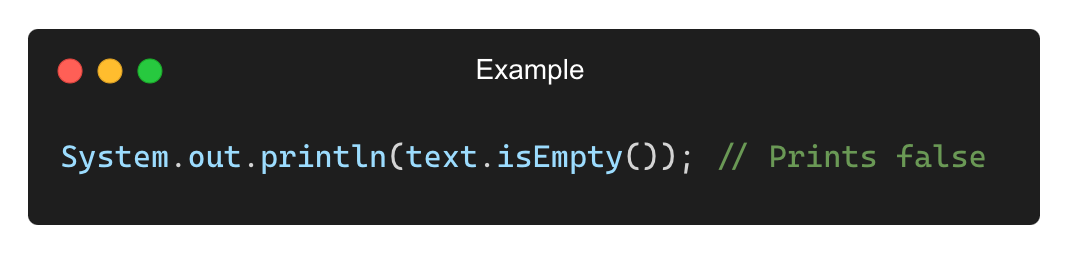 Example
System.out.println(text.isEmpty()); // Prints false